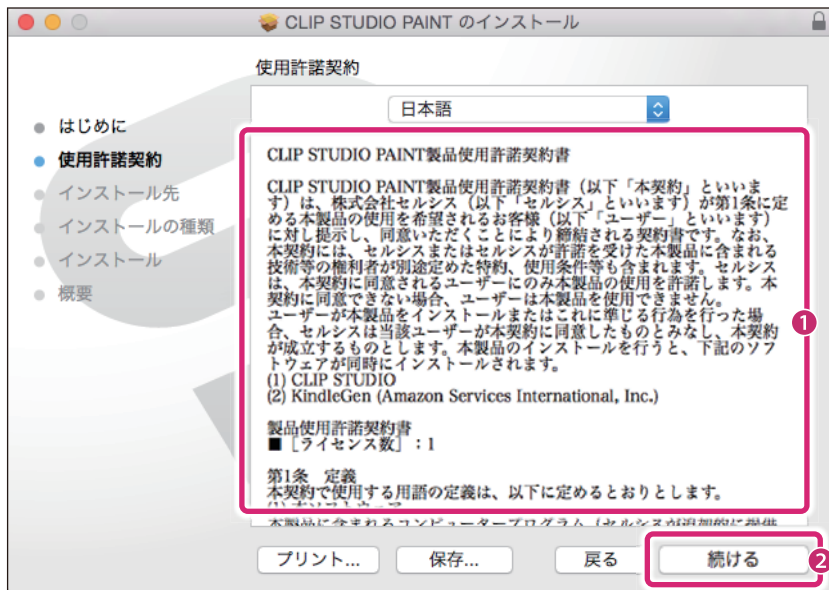 CLIP STUDIO PAINT のインストール
使用許諾契約
日本語
はじめに
使用許諾契約
インストール先
インストールの種類
インストール
概要
CLIP STUDIO PAINT製品使用許諾契約書
CLIP STUDIO PAINT製品使用許諾契約書（以下「本契約」といいま
す）は、株式会社セルシス（以下「セルシス」といいます）が第1条に定
める本製品の使用を希望されるお客様（以下「ユーザー」といいます）
に対し提示し、同意いただくことにより締結される契約書です。なお、
本契約には、セルシスまたはセルシスが許諾を受けた本製品に含まれる
技術等の権利者が別途定めた特約、使用条件等も含まれます。セルシス
は、本契約に同意されるユーザーにのみ本製品の使用を許諾します。本
契約に同意できない場合、ユーザーは本製品を使用できません。
ユーザーが本製品をインストールまたはこれに準じる行為を行った場
合、セルシスは当該ユーザーが本契約に同意したものとみなし、本契約
が成立するものとします。本製品のインストールを行うと、下記のソフ
トウェアが同時にインストールされます。
(1) CLIP STUDIO
(2) KindleGen (Amazon Services International, Inc.)
製品使用許諾契約書
■［ライセンス数］：1
第1条　定義
本契約で使用する用語の定義は、以下に定めるとおりとします。
❶
プリント...
保存...
戻る
続ける
❷